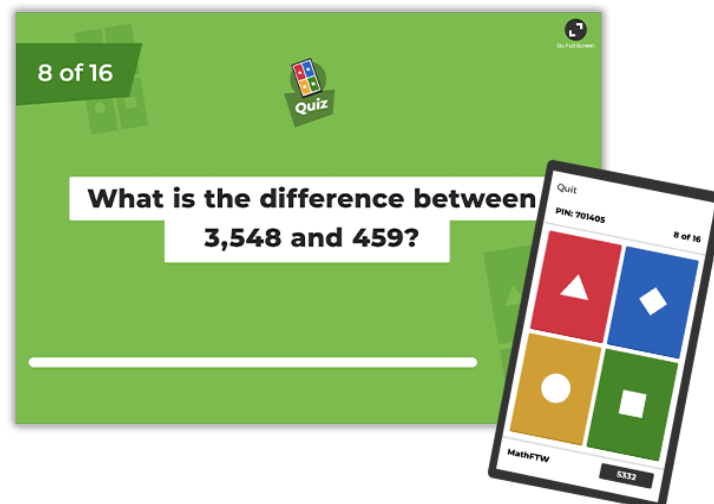 8 of 16
Go Full Screen
Quiz
What is the difference between
3,548 and 459?
Quit
PIN: 701405
8 of 16
MathFTW
5332